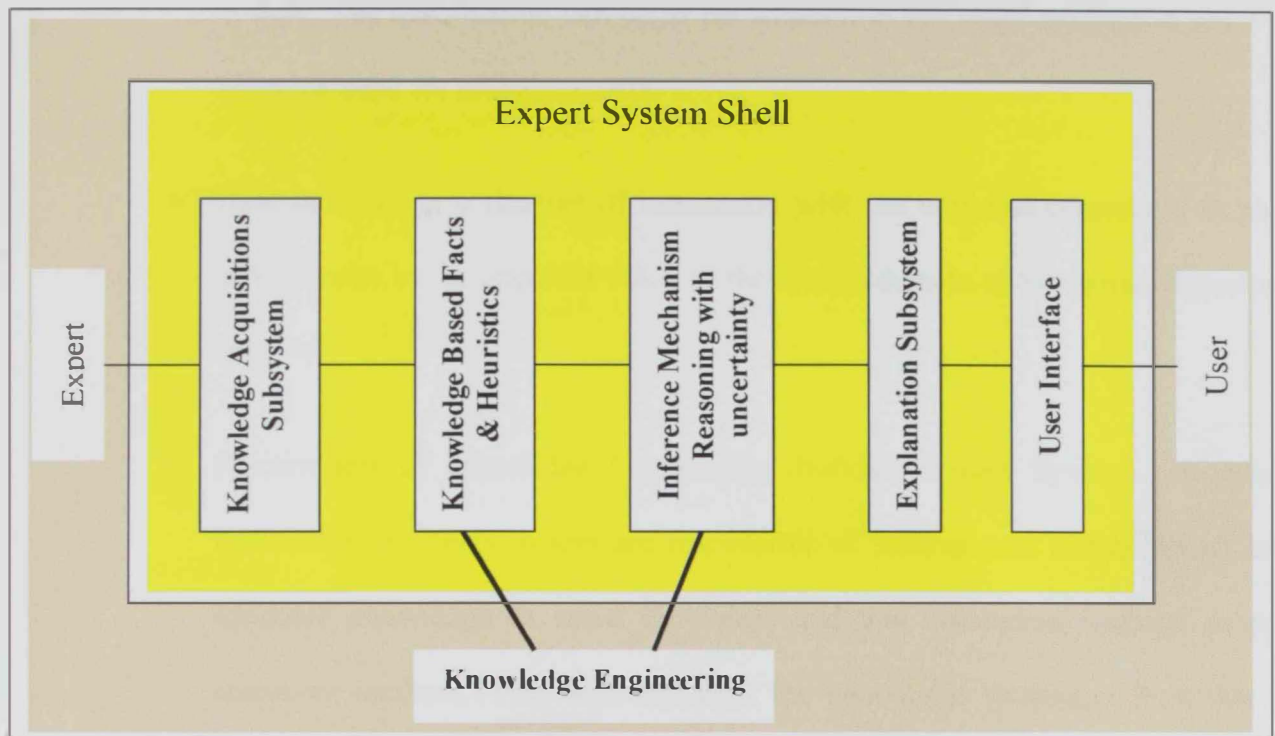 Expert System Shell
Expert
Knowledge Acquisitions
Subsystem
Knowledge Based Facts
& Heuristics
Inference Mechanism
Reasoning with
uncertainty
Explanation Subsystem
User Interface
User
Knowledge Engineering